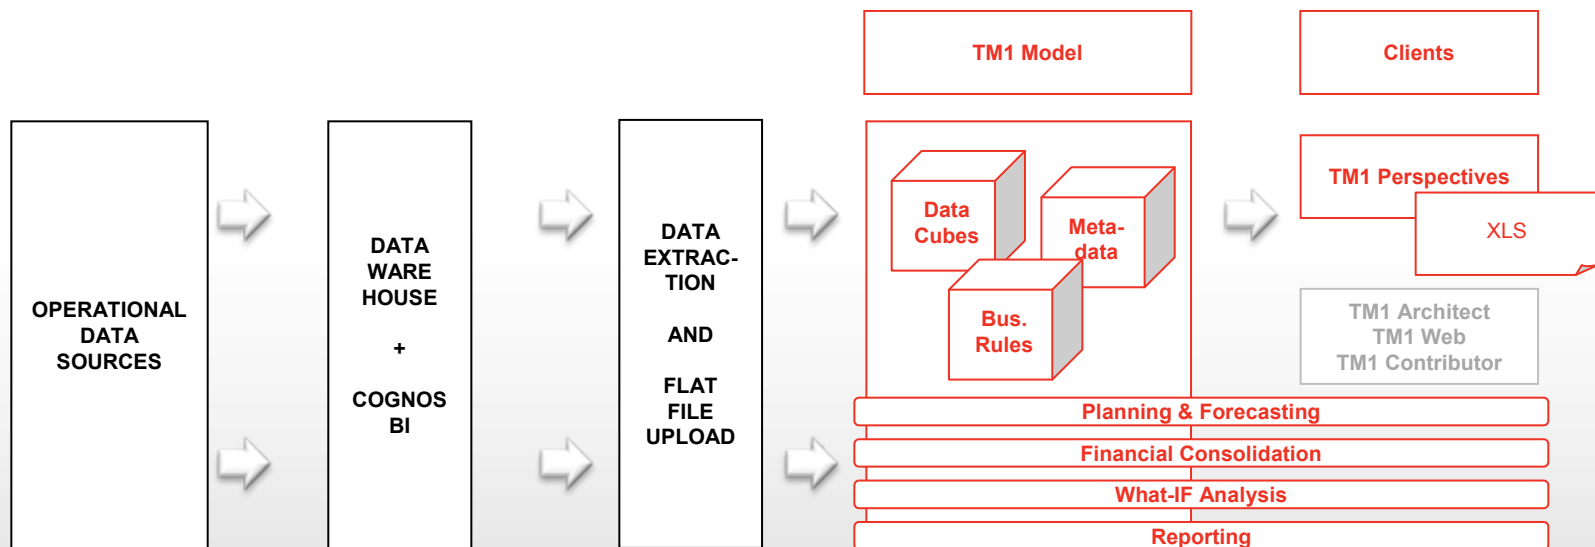 TM1 Model
Clients
OPERATIONAL
DATA
SOURCES
DATA
WARE
HOUSE
+
COGNOS
BI
DATA
EXTRAC-
TION
AND
FLAT
FILE
UPLOAD
Data
Cubes
Meta-
data
Bus.
Rules
TM1 Perspectives
XLS
TM1 Architect
TM1 Web
TM1 Contributor
Planning & Forecasting
Financial Consolidation
What-IF Analysis
Reporting